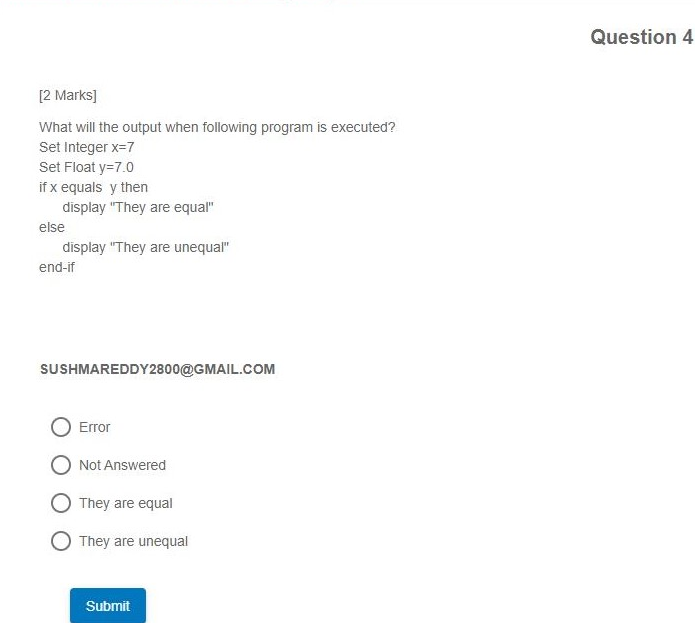 Question 4
[2 Marks]
What will the output when following program is executed?
Set Integer x=7
Set Float y=7.0
if x equals y then
display "They are equal"
else
display "They are unequal"
end-if
SUSHMAREDDY2800@GMAIL.COM
Error
Not Answered
They are equal
They are unequal
Submit